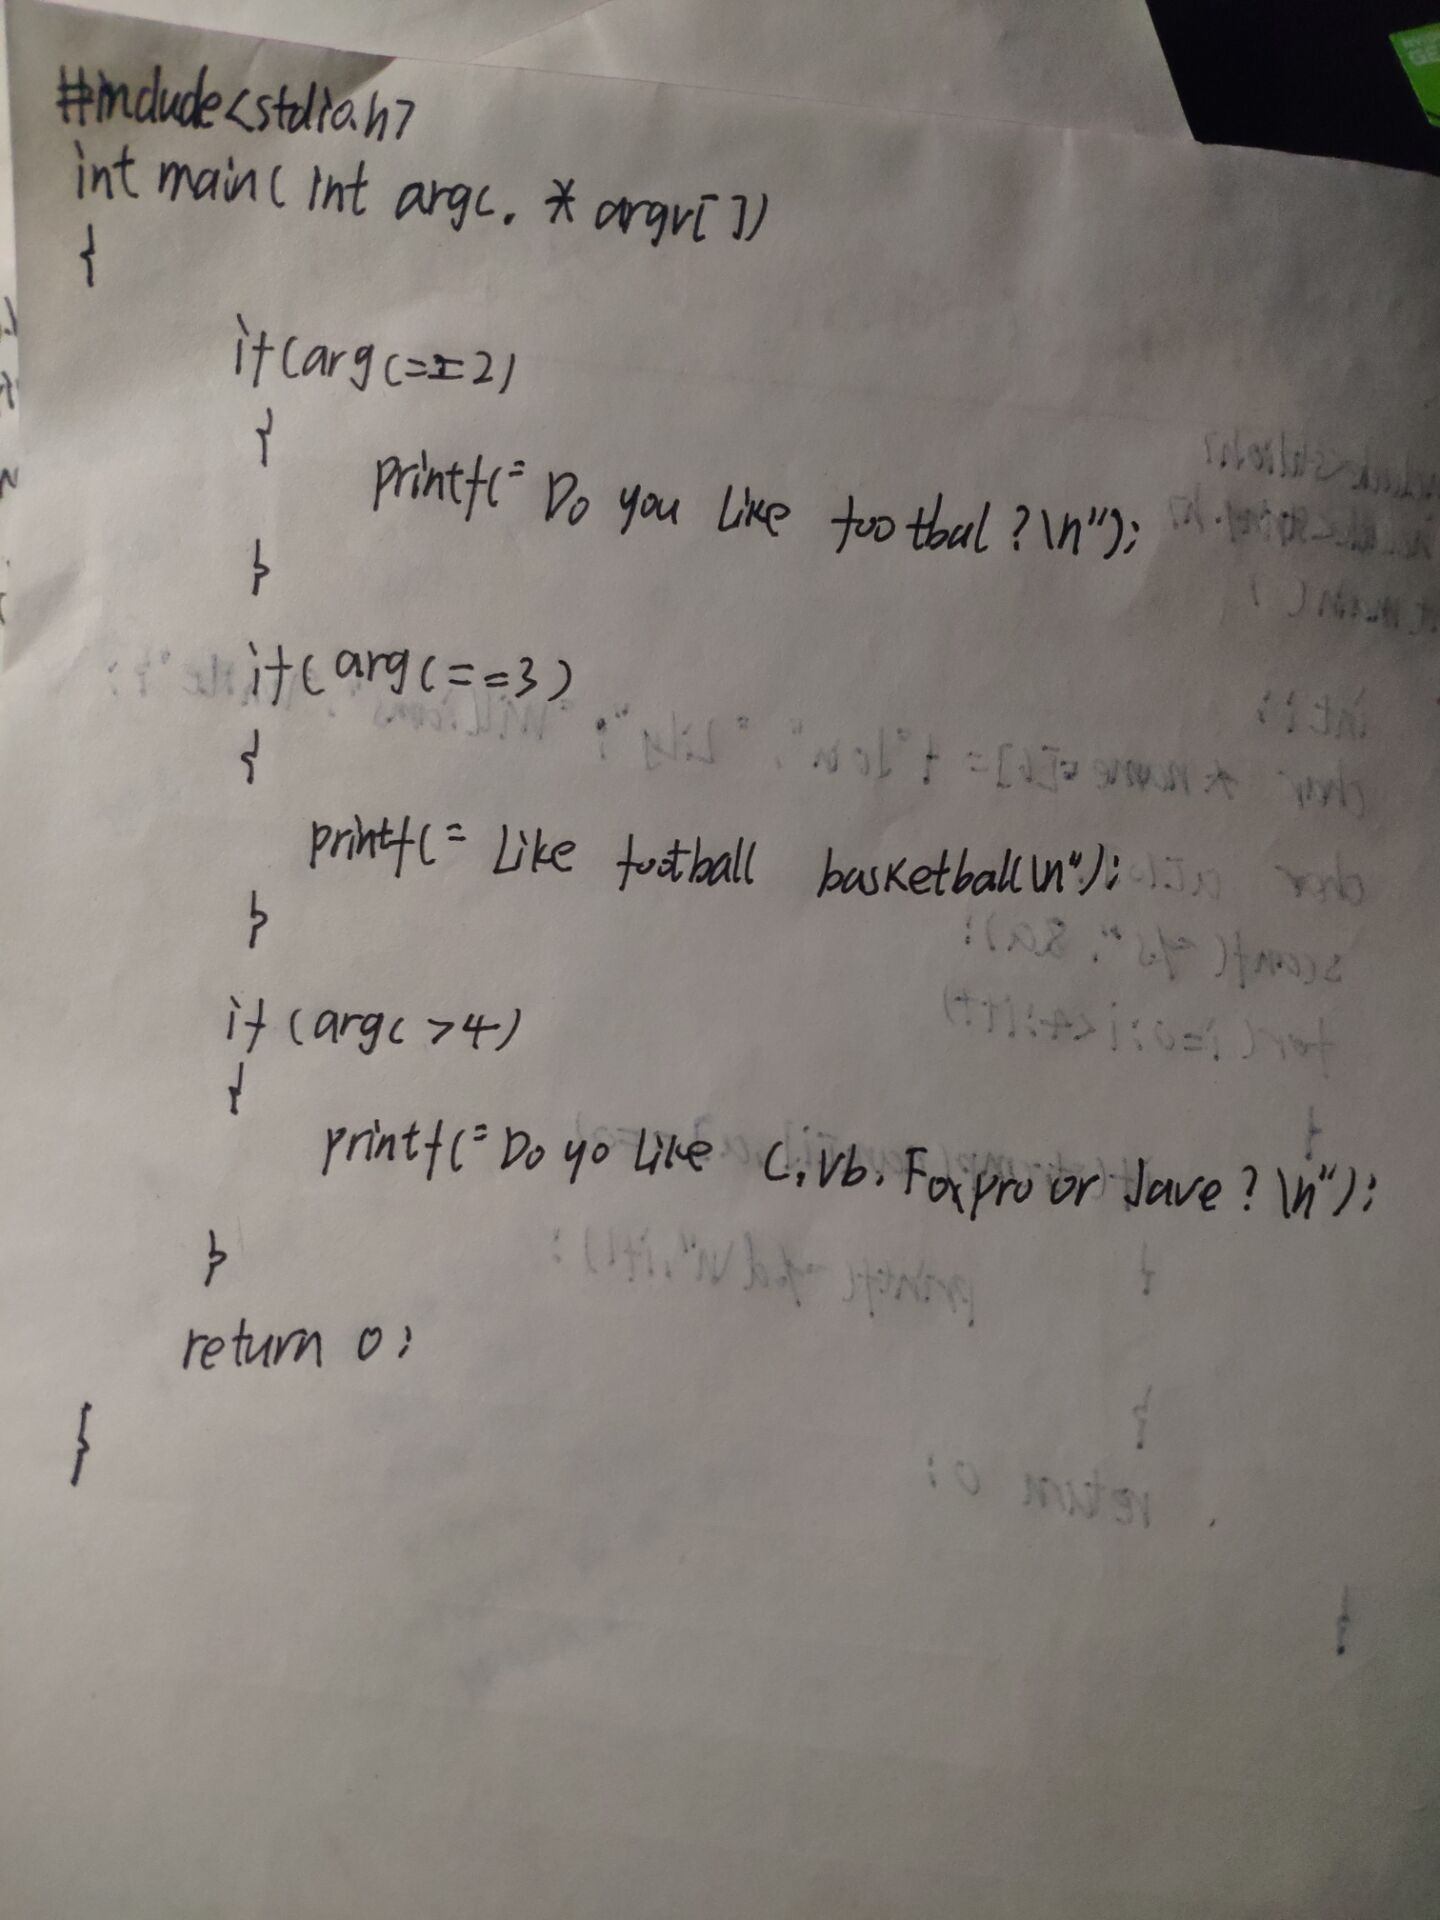 #include<stdio.h>
int main( int argc, * argv[ ])
{
if(argc==2)
{
printf(" Do you Like footbal ? \n");
}
if( argc==3)
{
printf(" Like football basketball\n");
}
if (argc >4)
{
printf(" Do yo Like C, Vb, Foxpro or Jave ? \n");
}
return 0;
}